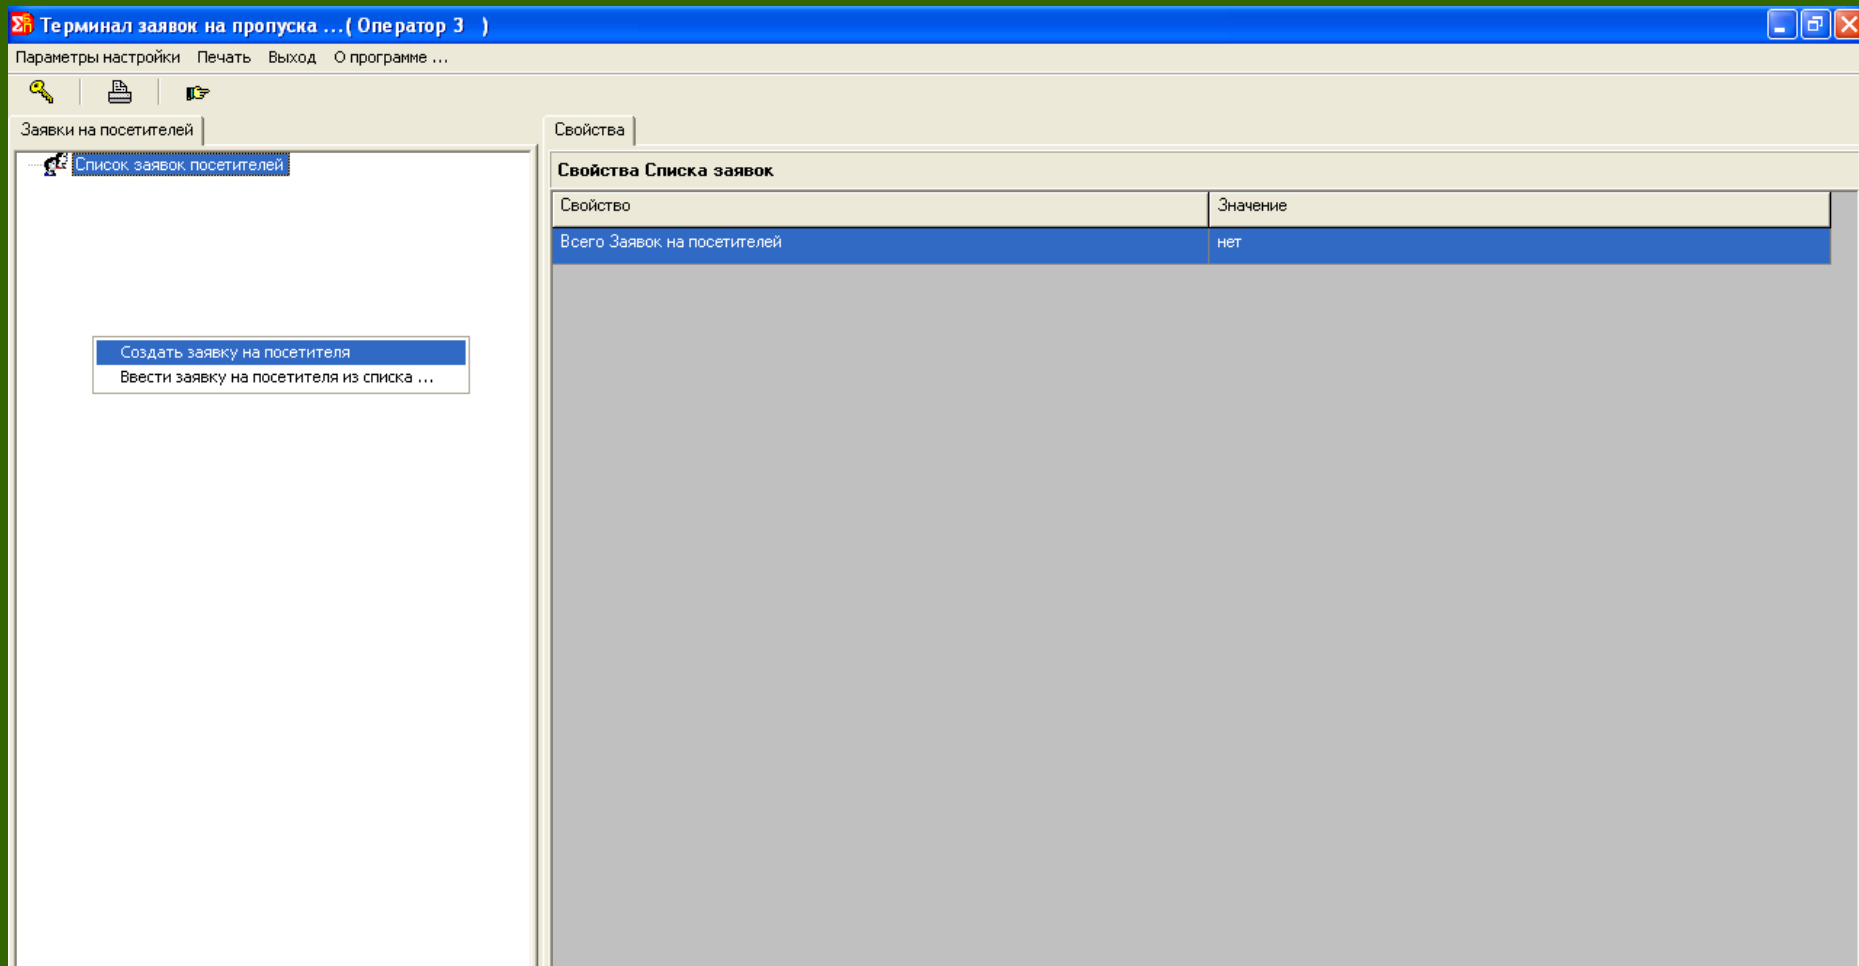 Терминал заявок на пропуска ...( Оператор 3 )
Параметры настройки Печать Выход О программе ...
Заявки на посетителей
Список заявок посетителей
Создать заявку на посетителя
Ввести заявку на посетителя из списка ...
Свойства
Свойства Списка заявок
Свойство Значение
Всего Заявок на посетителей нет